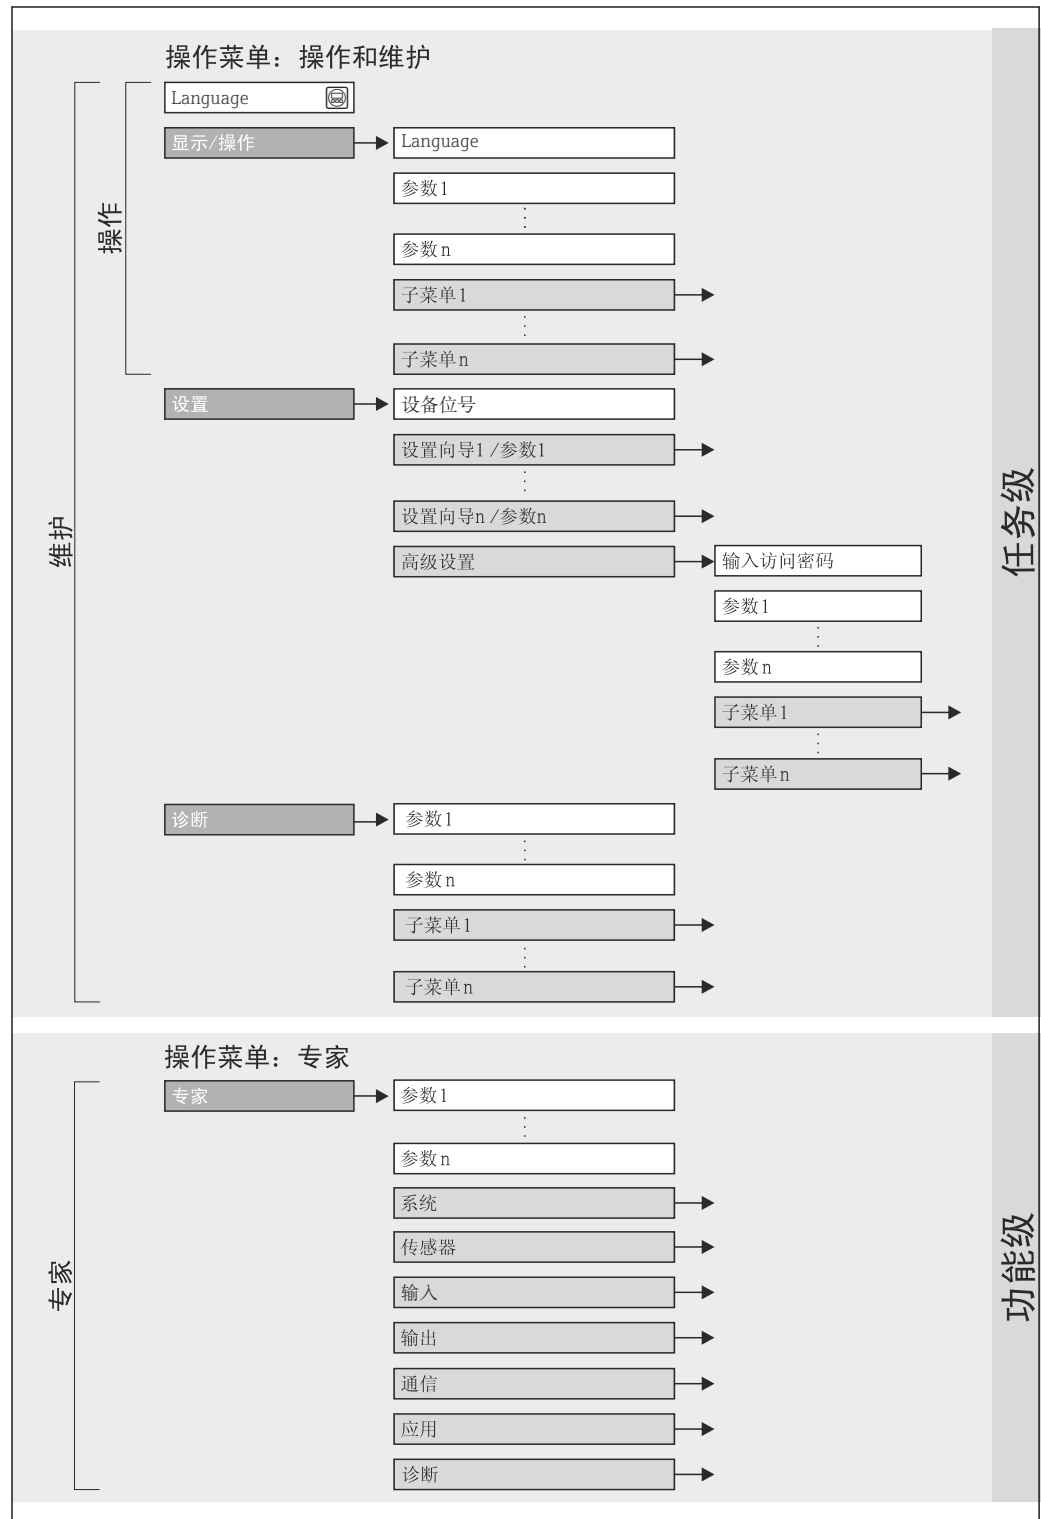 操作菜单：操作和维护
Language
显示/操作
Language
参数1
参数n
子菜单1
子菜单n
操作
设置
设备位号
设置向导1 /参数1
设置向导n /参数n
高级设置
输入访问密码
参数1
参数n
子菜单1
子菜单n
维护
任务级
诊断
参数1
参数n
子菜单1
子菜单n
操作菜单：专家
专家
参数1
参数n
系统
传感器
输入
输出
通信
应用
诊断
专家
功能级